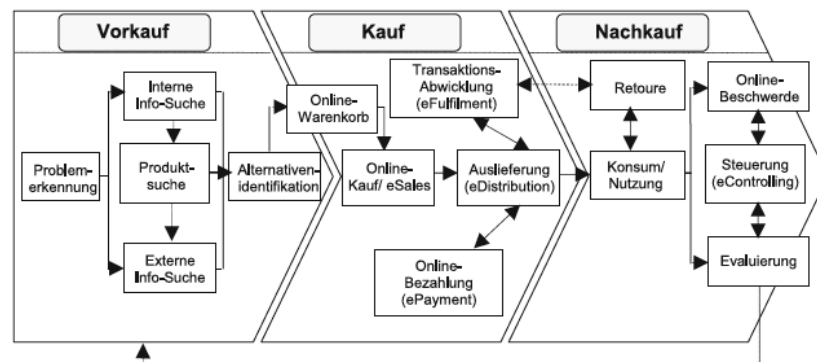 Vorkauf
Kauf
Nachkauf
Interne
Info-Suche
Problem-
erkennung
Produkt-
suche
Externe
Info-Suche
Alternativen-
identifikation
Online-
Warenkorb
Transaktions-
Abwicklung
(eFulfilment)
Online-
Kauf/ eSales
Auslieferung
(eDistribution)
Online-
Bezahlung
(ePayment)
Retoure
Konsum/
Nutzung
Online-
Beschwerde
Steuerung
(eControlling)
Evaluierung